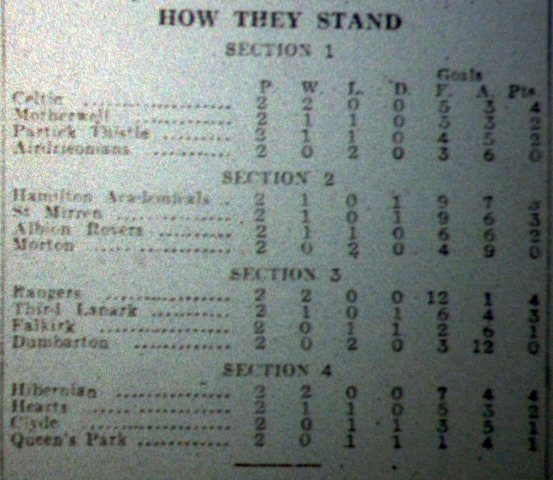 HOW THEY STAND
SECTION 1
Goals
P. W. L. D. F. A. Pts.
Celtic .................... 2 2 0 0 5 3 4
Motherwell ............... 2 1 1 0 3 2
Partick Thistle .......... 2 1 1 0 4 2
Airdrieonians ............ 2 0 2 0 3 6 0
SECTION 2
Hamilton Academicals .. 2 1 0 1 9 7 3
St Mirren ................ 2 1 0 1 9 6 3
Albion Rovers ............ 2 1 1 0 6 6 2
Morton .................... 2 0 2 0 4 9 0
SECTION 3
Rangers .................. 2 2 0 0 12 1 4
Third Lanark ............. 2 1 0 1 6 4 3
Falkirk .................. 2 0 1 1 2 6 1
Dumbarton ................ 2 0 2 0 3 12 0
SECTION 4
Hibernian ................ 2 2 0 0 7 4 4
Hearts ................... 2 1 1 0 5 3 2
Clyde .................... 2 0 1 1 3 5 1
Queen's Park ............. 2 0 1 1 1 4 1